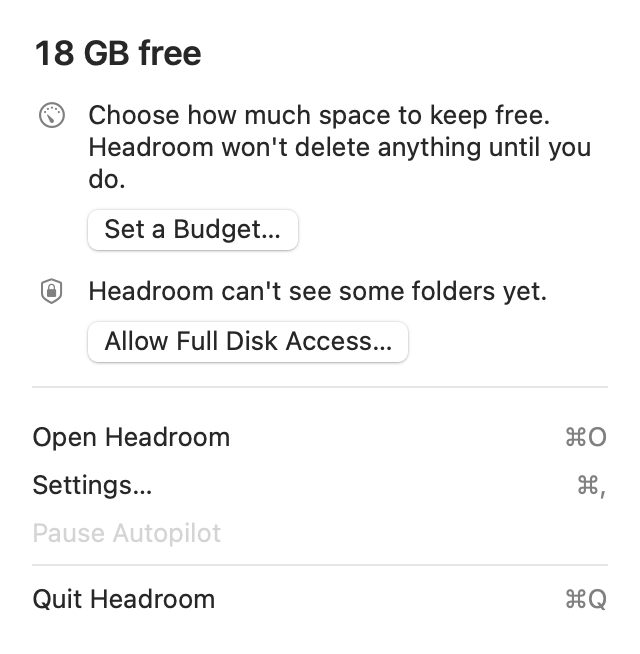 18 GB free
Choose how much space to keep free.
Headroom won't delete anything until you
do.
Set a Budget...
Headroom can't see some folders yet.
Allow Full Disk Access...
Open Headroom ⌘O
Settings... ⌘,
Pause Autopilot
Quit Headroom ⌘Q